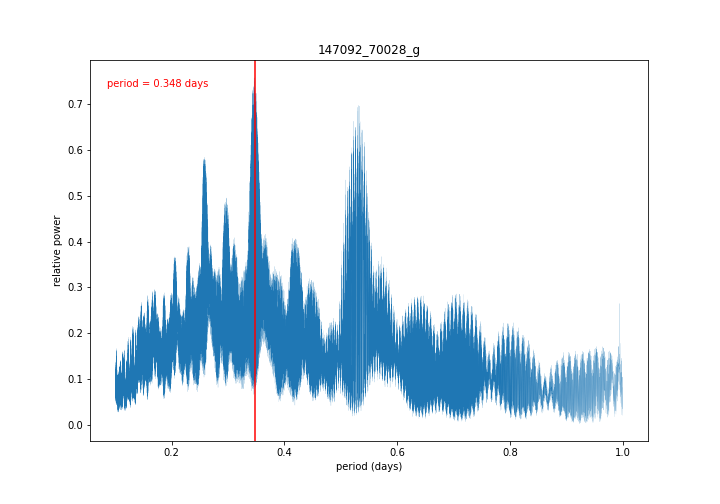 147092_70028_g
period = 0.348 days
relative power
0.7
0.6
0.5
0.4
0.3
0.2
0.1
0.0
0.2 0.4 0.6 0.8 1.0
period (days)